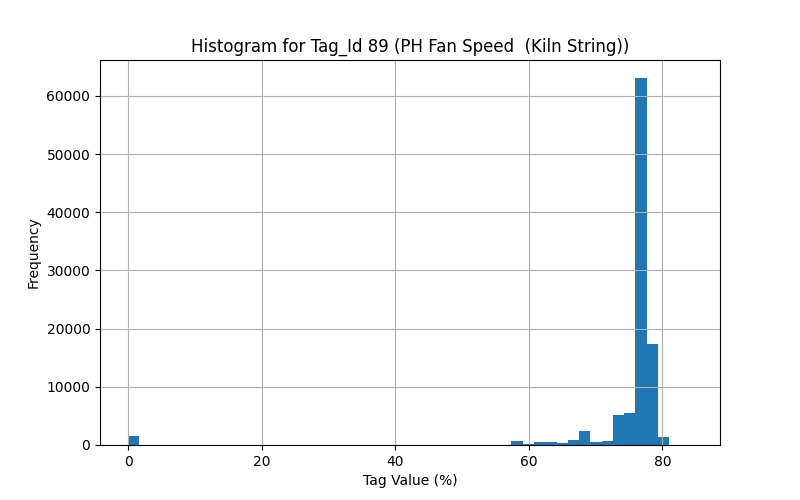 Histogram for Tag_Id 89 (PH Fan Speed  (Kiln String))
60000
50000
40000
30000
20000
10000
0
Frequency
0 20 40 60 80
Tag Value (%)